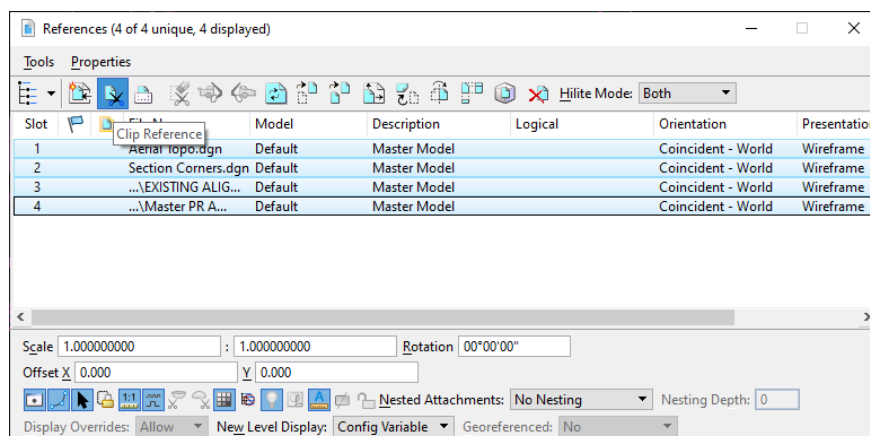 References (4 of 4 unique, 4 displayed)
Tools Properties
Hilite Mode: Both
Slot Model Description Logical Orientation Presentatio
Clip Reference
1 Aerial Topo.dgn Default Master Model Coincident - World Wireframe
2 Section Corners.dgn Default Master Model Coincident - World Wireframe
3 ...\EXISTING ALIG... Default Master Model Coincident - World Wireframe
4 ...\Master PR A... Default Master Model Coincident - World Wireframe
Scale 1.000000000 : 1.000000000 Rotation 00°00'00"
Offset X 0.000 Y 0.000
1:1 A Nested Attachments: No Nesting Nesting Depth: 0
Display Overrides: Allow New Level Display: Config Variable Georeferenced: No